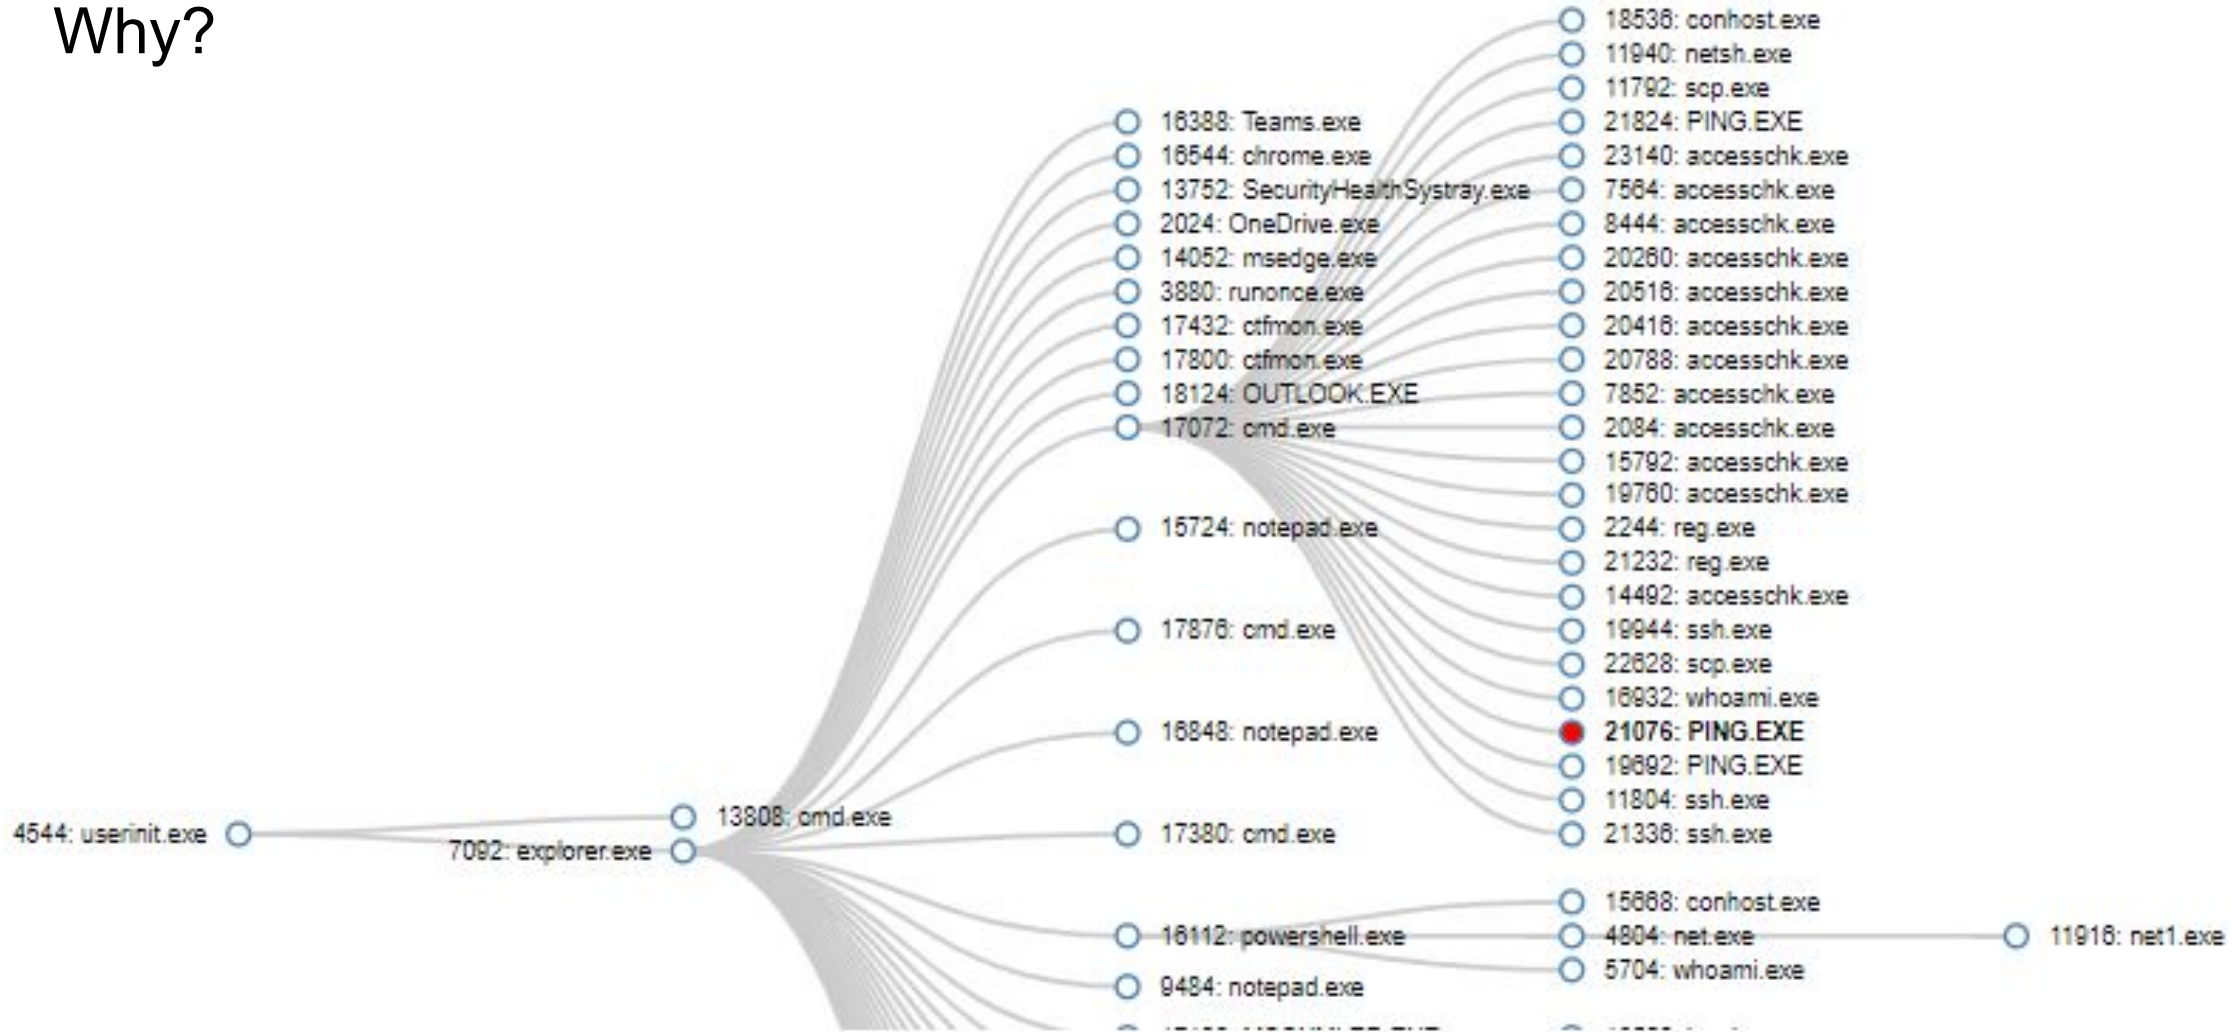 Why?
18536: conhost.exe
11940: netsh.exe
11792: scp.exe
16388: Teams.exe
21824: PING.EXE
16544: chrome.exe
23140: accesschk.exe
13752: SecurityHealthSystray.exe
7564: accesschk.exe
2024: OneDrive.exe
8444: accesschk.exe
14052: msedge.exe
20260: accesschk.exe
3880: runonce.exe
20516: accesschk.exe
17432: ctfmon.exe
20416: accesschk.exe
17800: ctfmon.exe
20788: accesschk.exe
18124: OUTLOOK.EXE
7852: accesschk.exe
17072: cmd.exe
2084: accesschk.exe
15792: accesschk.exe
19760: accesschk.exe
15724: notepad.exe
2244: reg.exe
21232: reg.exe
14492: accesschk.exe
17876: cmd.exe
19944: ssh.exe
22628: scp.exe
16932: whoami.exe
16848: notepad.exe
21076: PING.EXE
19692: PING.EXE
11804: ssh.exe
13808: cmd.exe
4544: userinit.exe
17380: cmd.exe
21336: ssh.exe
7092: explorer.exe
15668: conhost.exe
16112: powershell.exe
4804: net.exe
11916: net1.exe
5704: whoami.exe
9484: notepad.exe